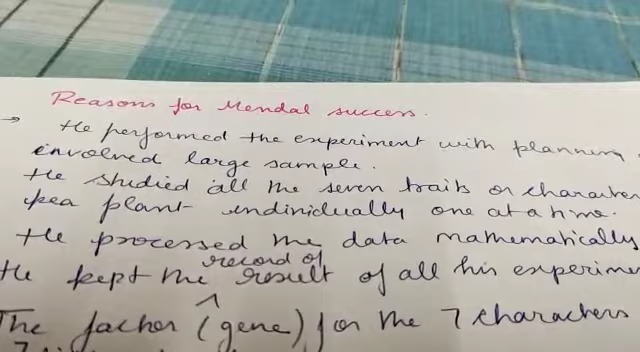 Reasons for Mendal success.
→ He performed the experiment with planning
involved large sample.
He studied all the seven traits or character
pea plant individually one at a time.
He processed the data mathematically
He kept the record of result of all his experime
The factor (gene) for the 7 characters